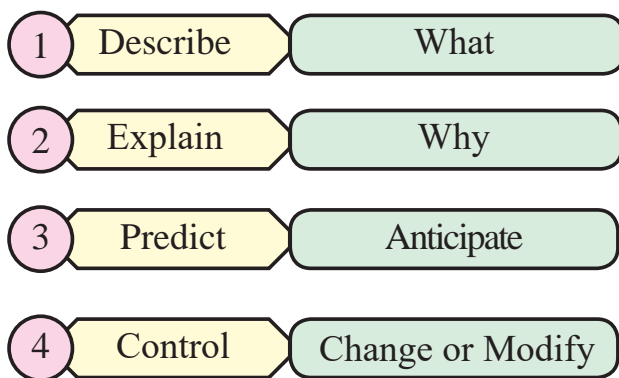 1 Describe What
2 Explain Why
3 Predict Anticipate
4 Control Change or Modify